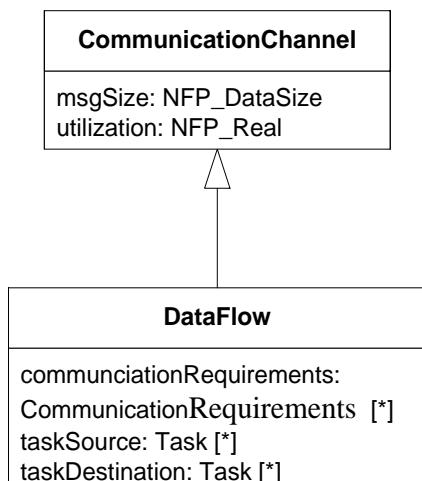 CommunicationChannel
msgSize: NFP_DataSize
utilization: NFP_Real
DataFlow
communciationRequirements:
CommunicationRequirements [*]
taskSource: Task [*]
taskDestination: Task [*]